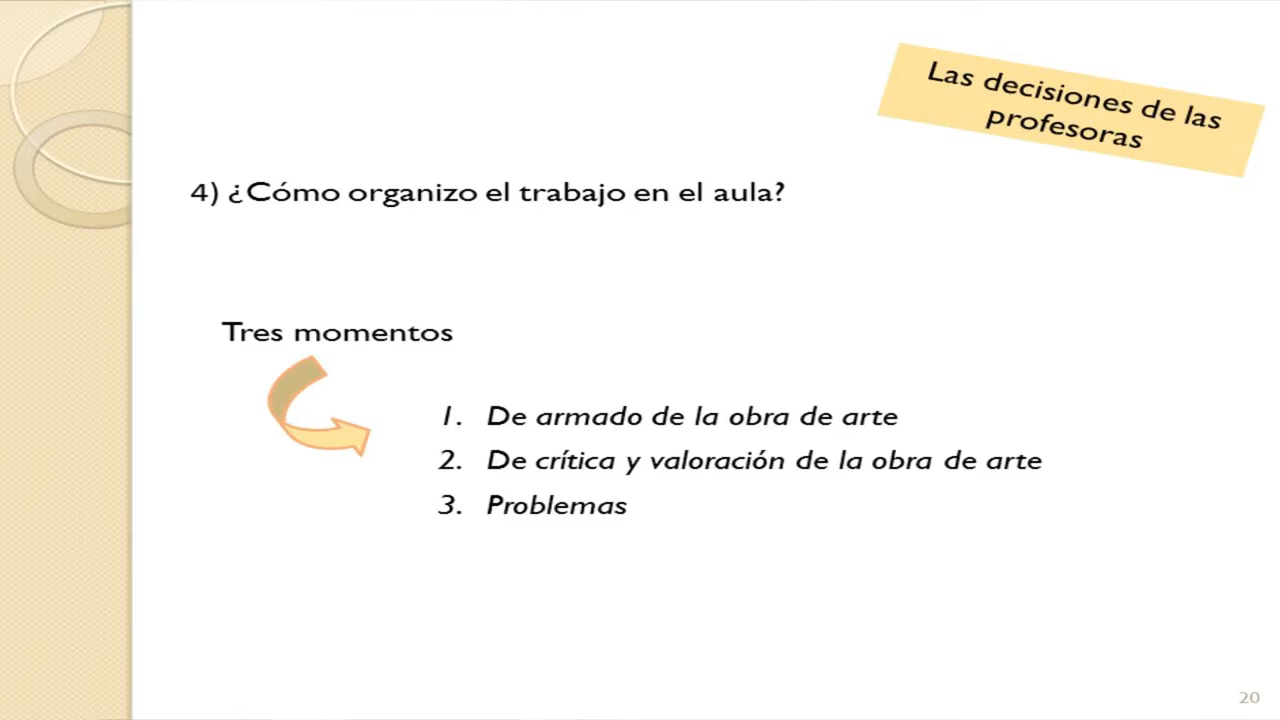 Las decisiones de las
profesoras
4) ¿Cómo organizo el trabajo en el aula?
Tres momentos
1. De armado de la obra de arte
2. De crítica y valoración de la obra de arte
3. Problemas
20